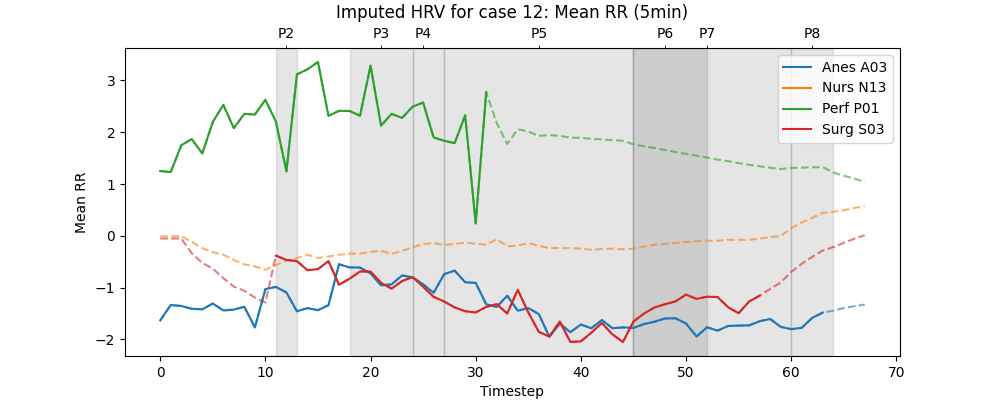 Imputed HRV for case 12: Mean RR (5min)
P2 P3 P4 P5 P6 P7 P8
Anes A03
Nurs N13
Perf P01
Surg S03
Mean RR
3
2
1
0
−1
−2
0 10 20 30 40 50 60 70
Timestep